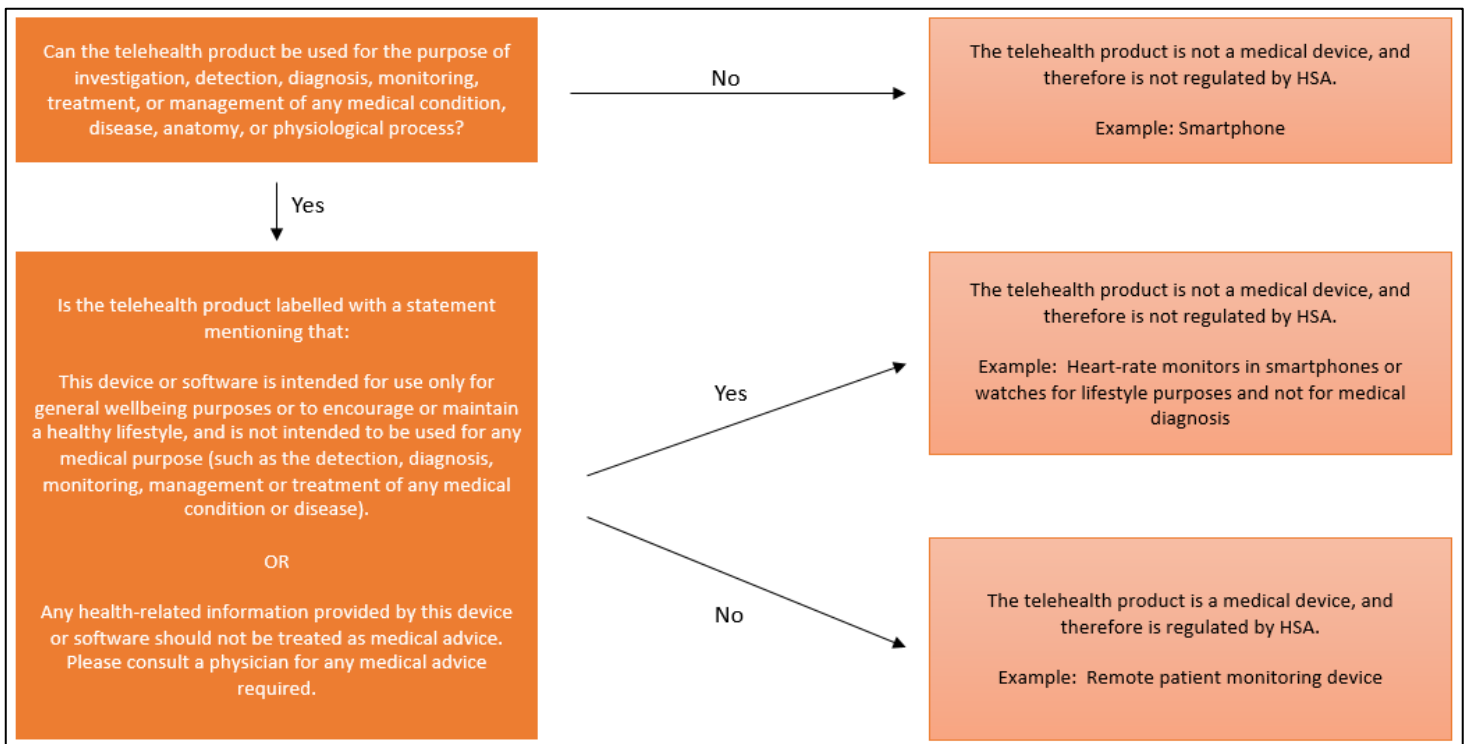 Can the telehealth product be used for the purpose of
investigation, detection, diagnosis, monitoring,
treatment, or management of any medical condition,
disease, anatomy, or physiological process?
No
The telehealth product is not a medical device, and
therefore is not regulated by HSA.
Example: Smartphone
Yes
Is the telehealth product labelled with a statement
mentioning that:
This device or software is intended for use only for
general wellbeing purposes or to encourage or maintain
a healthy lifestyle, and is not intended to be used for any
medical purpose (such as the detection, diagnosis,
monitoring, management or treatment of any medical
condition or disease).
OR
Any health-related information provided by this device
or software should not be treated as medical advice.
Please consult a physician for any medical advice
required.
Yes
The telehealth product is not a medical device, and
therefore is not regulated by HSA.
Example: Heart-rate monitors in smartphones or
watches for lifestyle purposes and not for medical
diagnosis
No
The telehealth product is a medical device, and
therefore is regulated by HSA.
Example: Remote patient monitoring device